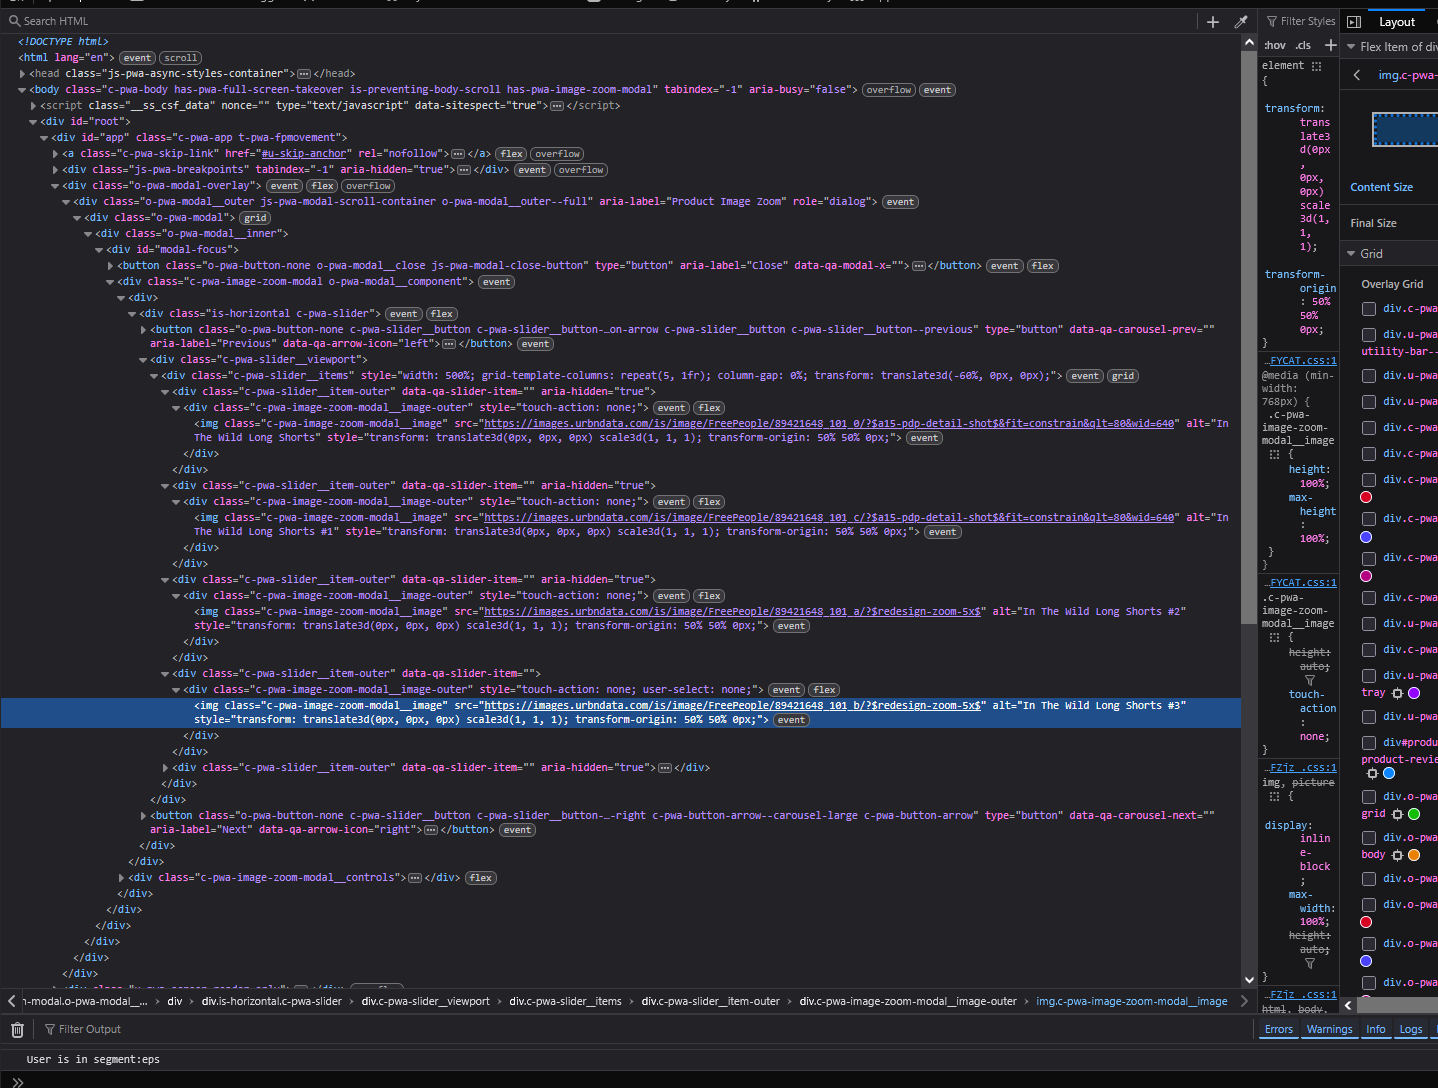 Search HTML
<!DOCTYPE html>
<html lang="en"> event scroll
<head class="js-pwa-async-styles-container"></head>
<body class="c-pwa-body has-pwa-full-screen-takeover is-preventing-body-scroll has-pwa-image-zoom-modal" tabindex="-1" aria-busy="false"> overflow event
<script class="__ss_csf_data" nonce="" type="text/javascript" data-sitespect="true"></script>
<div id="root">
<div id="app" class="c-pwa-app t-pwa-fpmovement">
<a class="c-pwa-skip-link" href="#u-skip-anchor" rel="nofollow"></a> flex overflow
<div class="js-pwa-breakpoints" tabindex="-1" aria-hidden="true"></div> event overflow
<div class="o-pwa-modal-overlay"> event flex overflow
<div class="o-pwa-modal__outer js-pwa-modal-scroll-container o-pwa-modal__outer--full" aria-label="Product Image Zoom" role="dialog"> event
<div class="o-pwa-modal"> grid
<div class="o-pwa-modal__inner">
<div id="modal-focus">
<button class="o-pwa-button-none o-pwa-modal__close js-pwa-modal-close-button" type="button" aria-label="Close" data-qa-modal-x=""></button> event flex
<div class="c-pwa-image-zoom-modal o-pwa-modal__component"> event
<div>
<div class="is-horizontal c-pwa-slider"> event flex
<button class="o-pwa-button-none c-pwa-slider__button c-pwa-slider__button-…on-arrow c-pwa-slider__button c-pwa-slider__button--previous" type="button" data-qa-carousel-prev=""
aria-label="Previous" data-qa-arrow-icon="left"></button> event
<div class="c-pwa-slider__viewport">
<div class="c-pwa-slider__items" style="width: 500%; grid-template-columns: repeat(5, 1fr); column-gap: 0%; transform: translate3d(-60%, 0px, 0px);"> event grid
<div class="c-pwa-slider__item-outer" data-qa-slider-item="" aria-hidden="true">
<div class="c-pwa-image-zoom-modal__image-outer" style="touch-action: none;"> event flex
<img class="c-pwa-image-zoom-modal__image" src="https://images.urbndata.com/is/image/FreePeople/89421648_101_0/?$a15-pdp-detail-shot$&fit=constrain&qlt=80&wid=640" alt="In
The Wild Long Shorts" style="transform: translate3d(0px, 0px, 0px) scale3d(1, 1, 1); transform-origin: 50% 50% 0px;"> event
</div>
</div>
<div class="c-pwa-slider__item-outer" data-qa-slider-item="" aria-hidden="true">
<div class="c-pwa-image-zoom-modal__image-outer" style="touch-action: none;"> event flex
<img class="c-pwa-image-zoom-modal__image" src="https://images.urbndata.com/is/image/FreePeople/89421648_101_c/?$a15-pdp-detail-shot$&fit=constrain&qlt=80&wid=640" alt="In
The Wild Long Shorts #1" style="transform: translate3d(0px, 0px, 0px) scale3d(1, 1, 1); transform-origin: 50% 50% 0px;"> event
</div>
</div>
<div class="c-pwa-slider__item-outer" data-qa-slider-item="" aria-hidden="true">
<div class="c-pwa-image-zoom-modal__image-outer" style="touch-action: none;"> event flex
<img class="c-pwa-image-zoom-modal__image" src="https://images.urbndata.com/is/image/FreePeople/89421648_101_a/?$redesign-zoom-5x$" alt="In The Wild Long Shorts #2"
style="transform: translate3d(0px, 0px, 0px) scale3d(1, 1, 1); transform-origin: 50% 50% 0px;"> event
</div>
</div>
<div class="c-pwa-slider__item-outer" data-qa-slider-item="">
<div class="c-pwa-image-zoom-modal__image-outer" style="touch-action: none; user-select: none;"> event flex
<img class="c-pwa-image-zoom-modal__image" src="https://images.urbndata.com/is/image/FreePeople/89421648_101_b/?$redesign-zoom-5x$" alt="In The Wild Long Shorts #3"
style="transform: translate3d(0px, 0px, 0px) scale3d(1, 1, 1); transform-origin: 50% 50% 0px;"> event
</div>
</div>
<div class="c-pwa-slider__item-outer" data-qa-slider-item="" aria-hidden="true"></div>
</div>
</div>
<button class="o-pwa-button-none c-pwa-slider__button c-pwa-slider__button-…-right c-pwa-button-arrow--carousel-large c-pwa-button-arrow" type="button" data-qa-carousel-next=""
aria-label="Next" data-qa-arrow-icon="right"></button> event
</div>
</div>
<div class="c-pwa-image-zoom-modal__controls"></div> flex
</div>
</div>
</div>
</div>
</div>
</div>
n-modal.o-pwa-modal__… > div > div.is-horizontal.c-pwa-slider > div.c-pwa-slider__viewport > div.c-pwa-slider__items > div.c-pwa-slider__item-outer > div.c-pwa-image-zoom-modal__image-outer > img.c-pwa-image-zoom-modal__image
Filter Output
Errors Warnings Info Logs
User is in segment:eps
Filter Styles
:hov .cls +
element
{
transform:
trans
late3
d(0px
,
0px,
0px)
scale
3d(1,
1,
1);
transform-
origin
: 50%
50%
0px;
}
…FYCAT.css:1
@media (min-
width:
768px) {
.c-pwa-
image-zoom-
modal__image
{
height:
100%;
max-
height
:
100%;
}
}
…FYCAT.css:1
.c-pwa-
image-zoom-
modal__image
{
height:
auto;
touch-
action
:
none;
}
…FZjz .css:1
img, picture
{
display:
inlin
e-
block
;
max-
width:
100%;
height:
auto;
}
…FZjz .css:1
html, body,
Layout
Flex Item of div
img.c-pwa-
Content Size
Final Size
Grid
Overlay Grid
div.c-pwa
div.u-pwa
utility-bar--
div.u-pwa
div.u-pwa
div.c-pwa
div.c-pwa
div.c-pwa
div.c-pwa
div.c-pwa
div.c-pwa
div.u-pwa
div.c-pwa
div.u-pwa
tray
div.u-pwa
div#produ
product-revie
div.o-pwa
grid
div.o-pwa
body
div.o-pwa
div.o-pwa
div.o-pwa
div.o-pwa